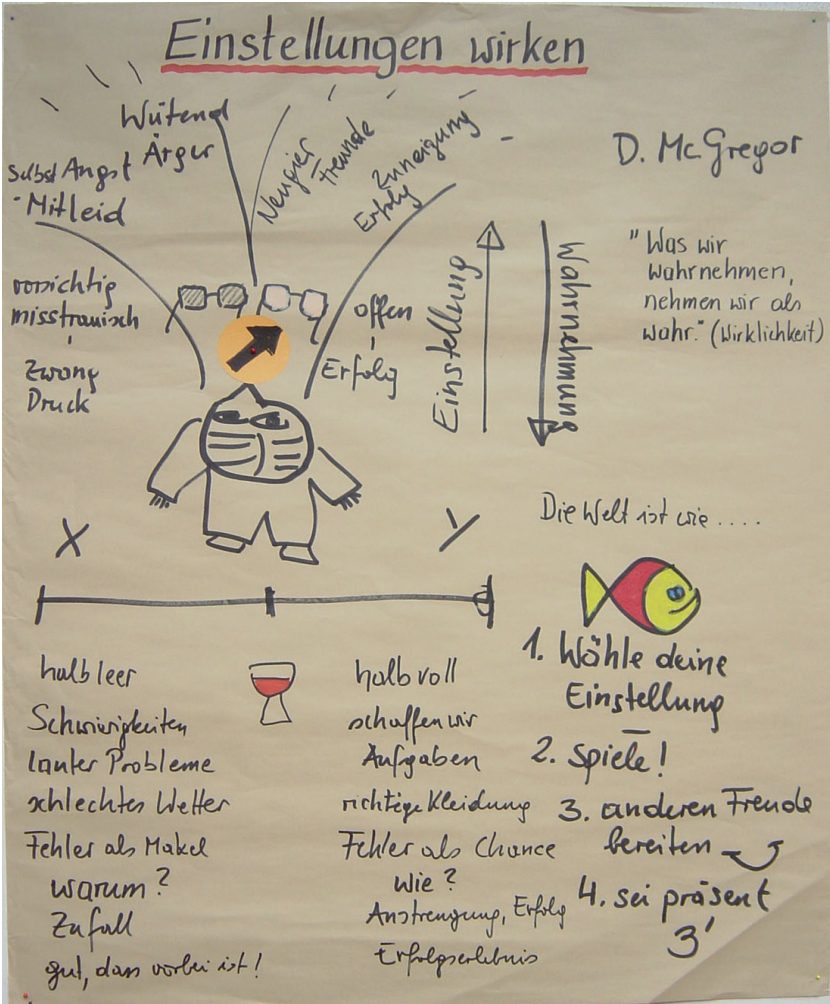 Einstellungen wirken
Wütend
Ärger
Selbst Angst
-Mitleid
Neugier
Freunde
Zuneigung
Erfolg
D. McGregor
"Was wir
wahrnehmen,
nehmen wir als
wahr." (Wirklichkeit)
vorsichtig
misstrauisch
Zwang
Druck
offen
Erfolg
Einstellung
Wahrnehmung
Die Welt ist wie ....
X
Y
halb leer
Schwierigkeiten
lauter Probleme
schlechtes Wetter
Fehler als Makel
warum?
Zufall
gut, dass vorbei ist!
halb voll
schaffen wir
Aufgaben
richtige Kleidung
Fehler als Chance
Wie?
Anstrengung, Erfolg
Erfolgserlebnis
1. Wähle deine
Einstellung
2. Spiele!
3. anderen Freude
bereiten
4. sei präsent
3'